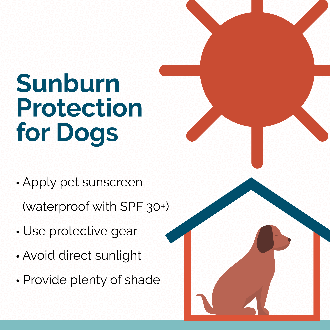 Sunburn
Protection
for Dogs
• Apply pet sunscreen
(waterproof with SPF 30+)
• Use protective gear
• Avoid direct sunlight
• Provide plenty of shade